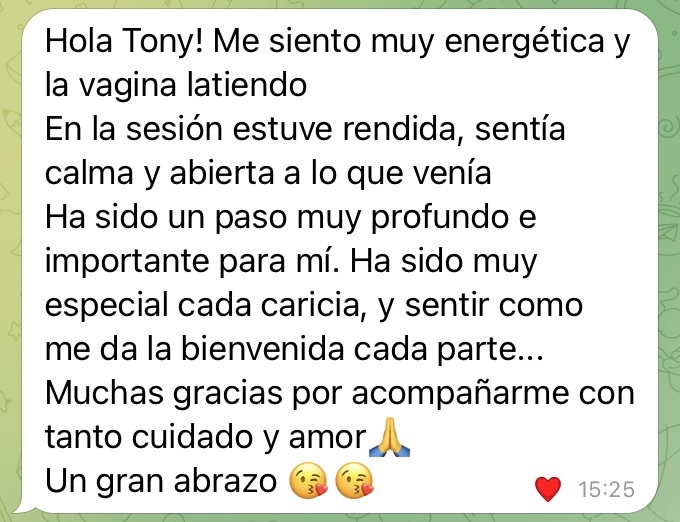 Hola Tony! Me siento muy energética y
la vagina latiendo
En la sesión estuve rendida, sentía
calma y abierta a lo que venía
Ha sido un paso muy profundo e
importante para mí. Ha sido muy
especial cada caricia, y sentir como
me da la bienvenida cada parte...
Muchas gracias por acompañarme con
tanto cuidado y amor🙏
Un gran abrazo 😘😘
❤️ 15:25